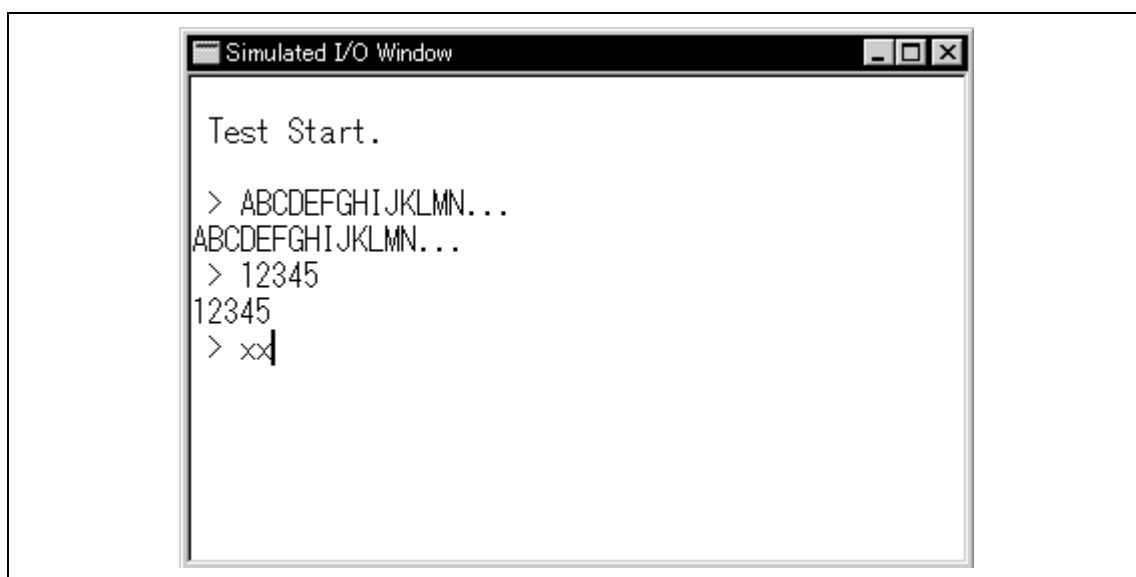 Simulated I/O Window
Test Start.
> ABCDEFGHIJKLMN...
ABCDEFGHIJKLMN...
> 12345
12345
> xx